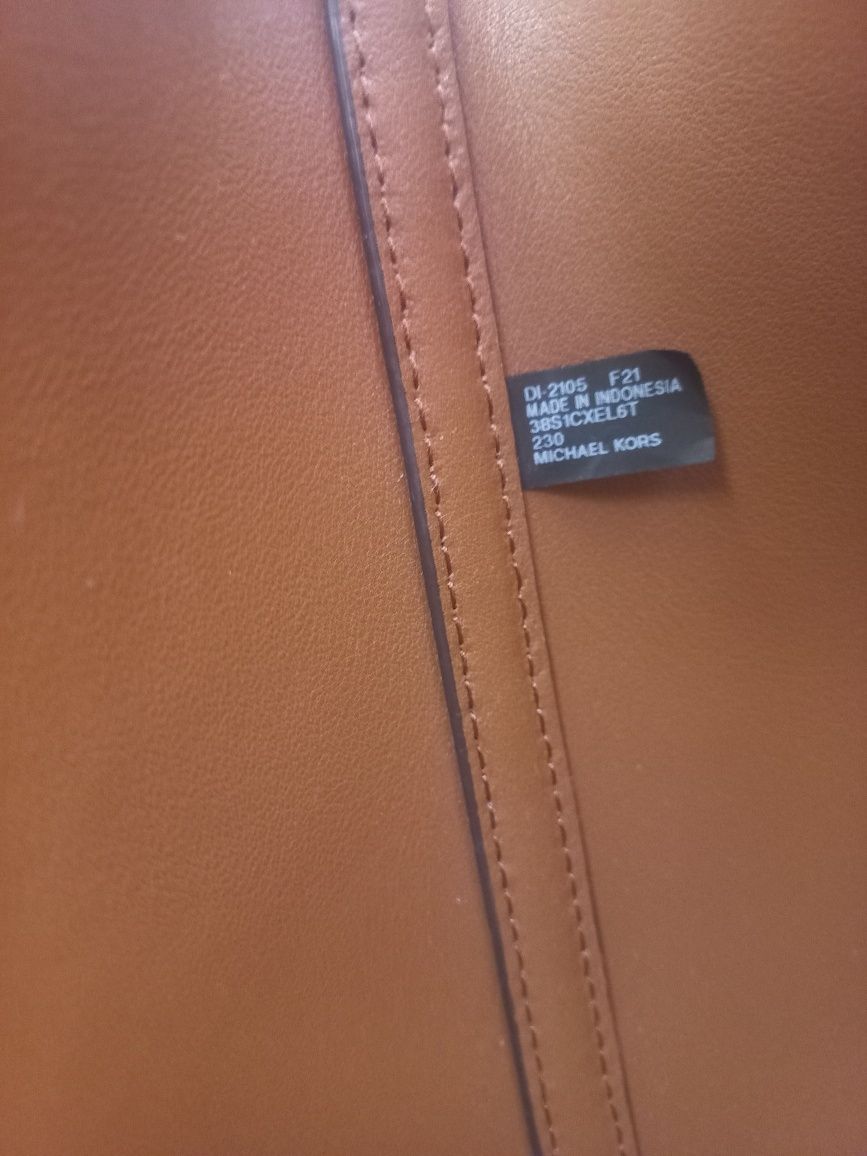 DI-2105 F21
MADE IN INDONESIA
38S1CXEL6T
230
MICHAEL KORS